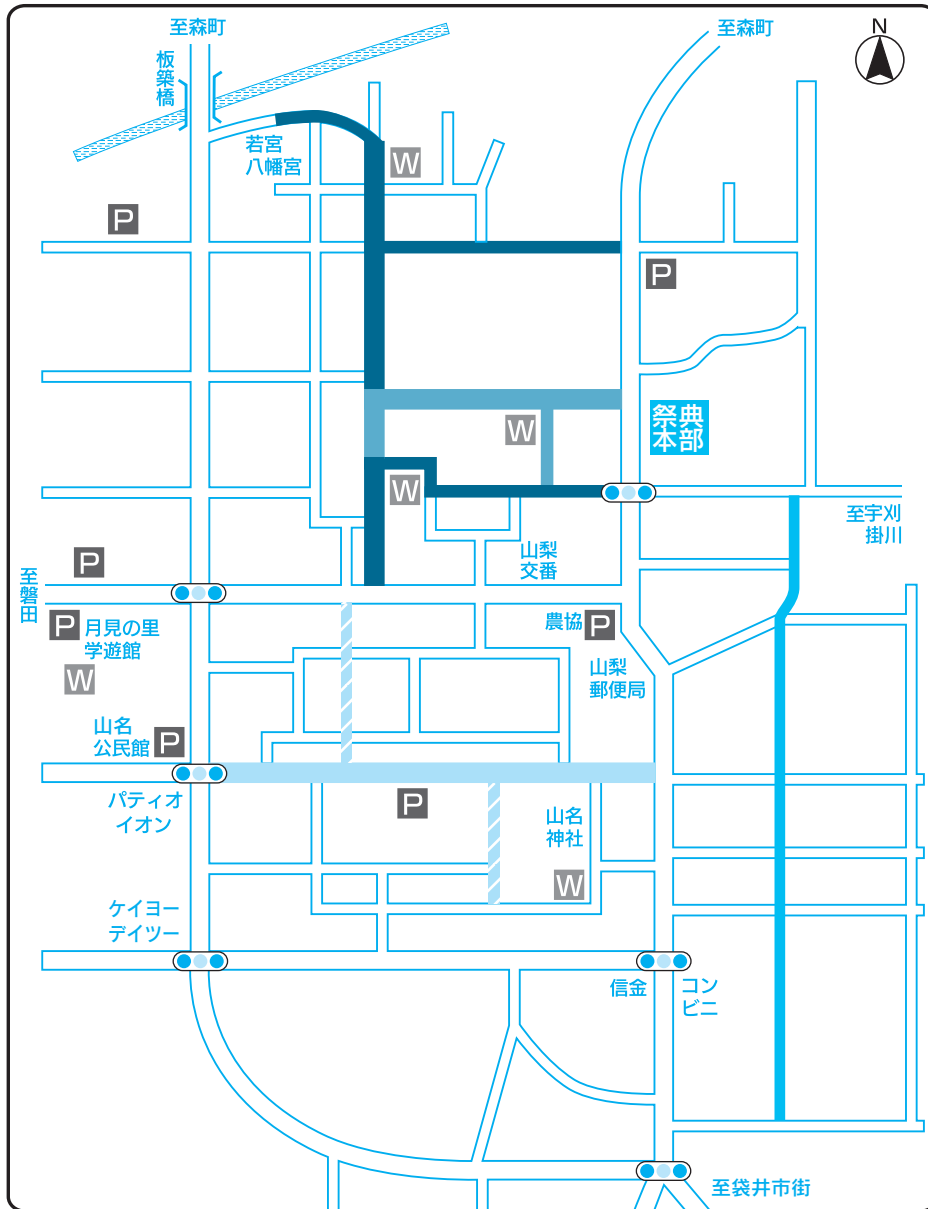 至森町
至森町
N
板築橋
若宮
八幡宮
W
P
P
祭典
本部
W
W
至宇刈
掛川
山梨
交番
P
至磐田
P
月見の里
学遊館
W
農協
P
山梨
郵便局
山名
公民館
P
パティオ
イオン
P
山名
神社
W
ケイヨー
デイツー
信金
コン
ビニ
至袋井市街